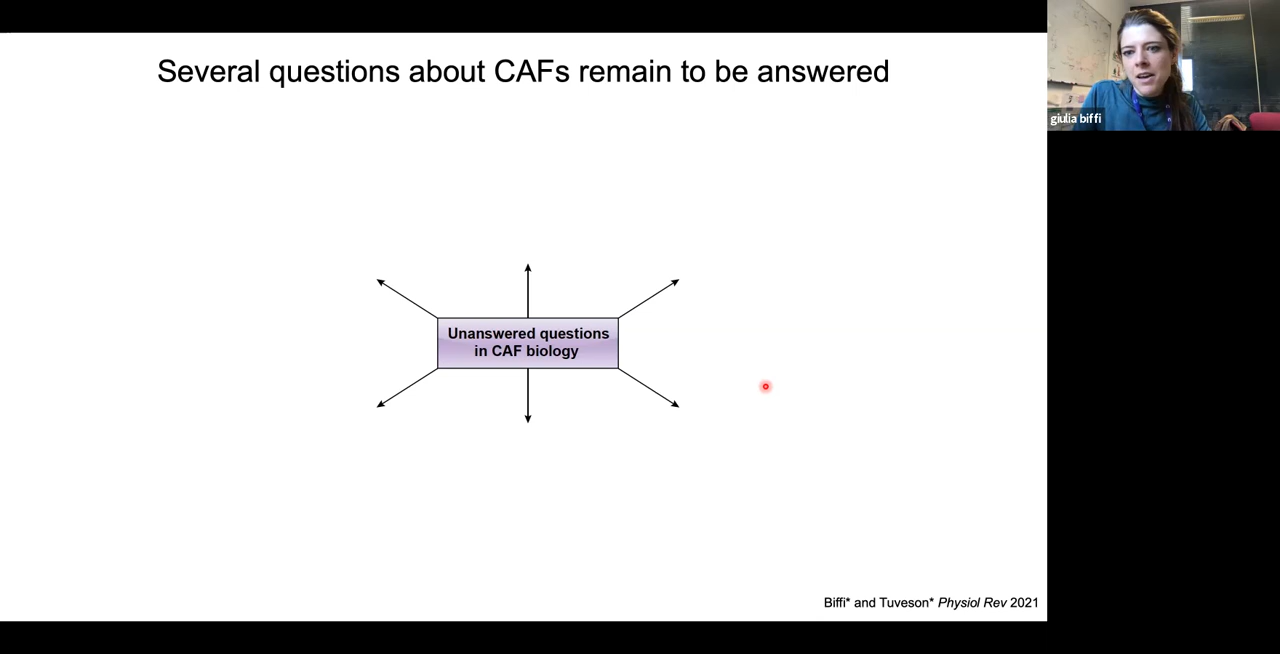 Several questions about CAFs remain to be answered
giulia biffi
Unanswered questions
in CAF biology
Biffi* and Tuveson* Physiol Rev 2021